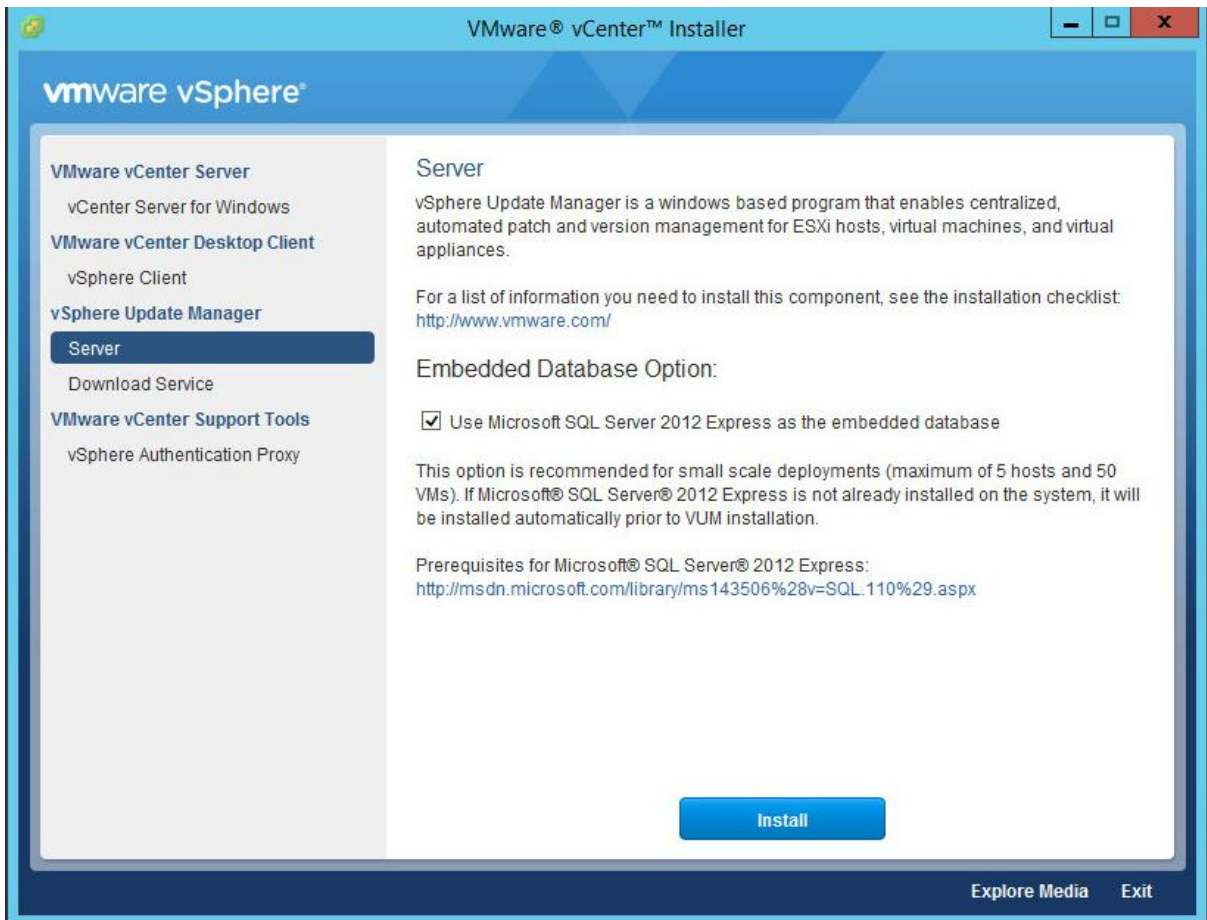 VMware® vCenter™ Installer
vmware vSphere®
VMware vCenter Server
vCenter Server for Windows
VMware vCenter Desktop Client
vSphere Client
vSphere Update Manager
Server
Download Service
VMware vCenter Support Tools
vSphere Authentication Proxy
Server
vSphere Update Manager is a windows based program that enables centralized,
automated patch and version management for ESXi hosts, virtual machines, and virtual
appliances.
For a list of information you need to install this component, see the installation checklist:
http://www.vmware.com/
Embedded Database Option:
Use Microsoft SQL Server 2012 Express as the embedded database
This option is recommended for small scale deployments (maximum of 5 hosts and 50
VMs). If Microsoft® SQL Server® 2012 Express is not already installed on the system, it will
be installed automatically prior to VUM installation.
Prerequisites for Microsoft® SQL Server® 2012 Express:
http://msdn.microsoft.com/library/ms143506%28v=SQL.110%29.aspx
Install
Explore Media Exit